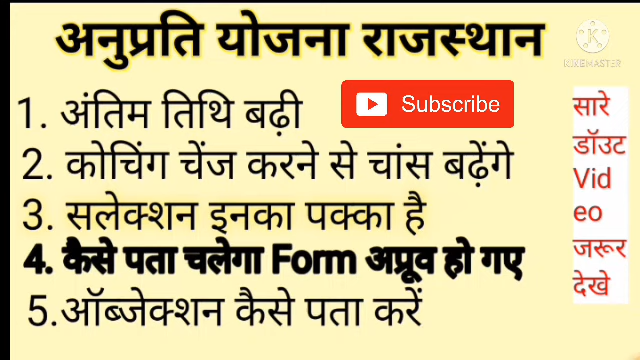 अनुप्रति योजना राजस्थान
KINEMASTER
1. अंतिम तिथि बढ़ी
Subscribe
2. कोचिंग चेंज करने से चांस बढ़ेंगे
3. सलेक्शन इनका पक्का है
4. कैसे पता चलेगा Form अप्रूव हो गए
5.ऑब्जेक्शन कैसे पता करें
सारे
डॉउट
Vid
eo
जरूर
देखे